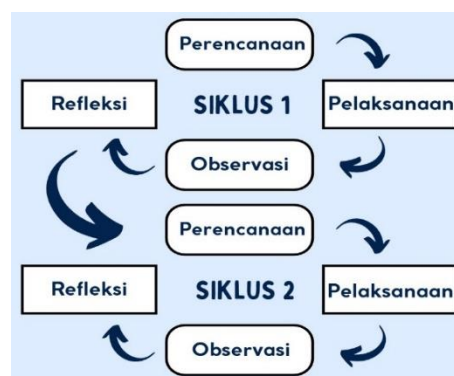 Perencanaan
Refleksi
SIKLUS 1
Pelaksanaan
Observasi
Perencanaan
Refleksi
SIKLUS 2
Pelaksanaan
Observasi